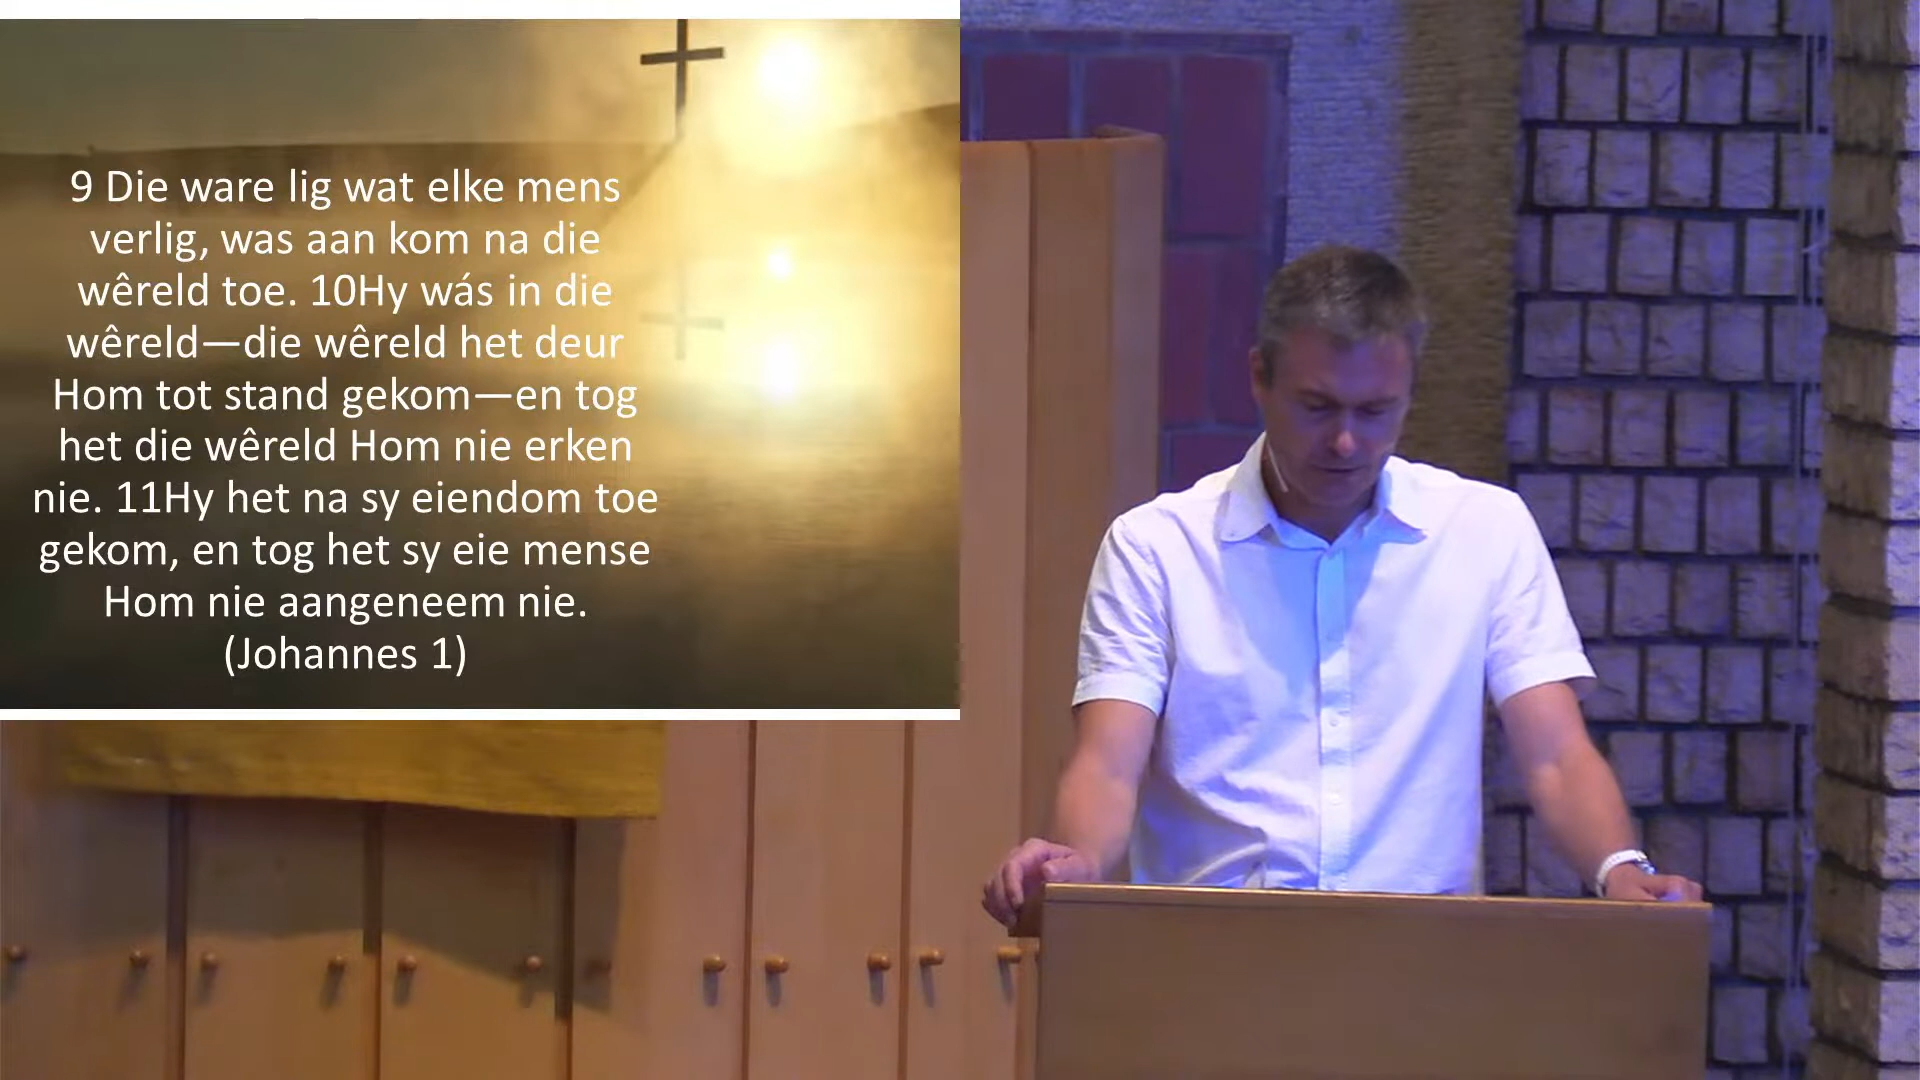 9 Die ware lig wat elke mens
verlig, was aan kom na die
wêreld toe. 10Hy wás in die
wêreld—die wêreld het deur
Hom tot stand gekom—en tog
het die wêreld Hom nie erken
nie. 11Hy het na sy eiendom toe
gekom, en tog het sy eie mense
Hom nie aangeneem nie.
(Johannes 1)